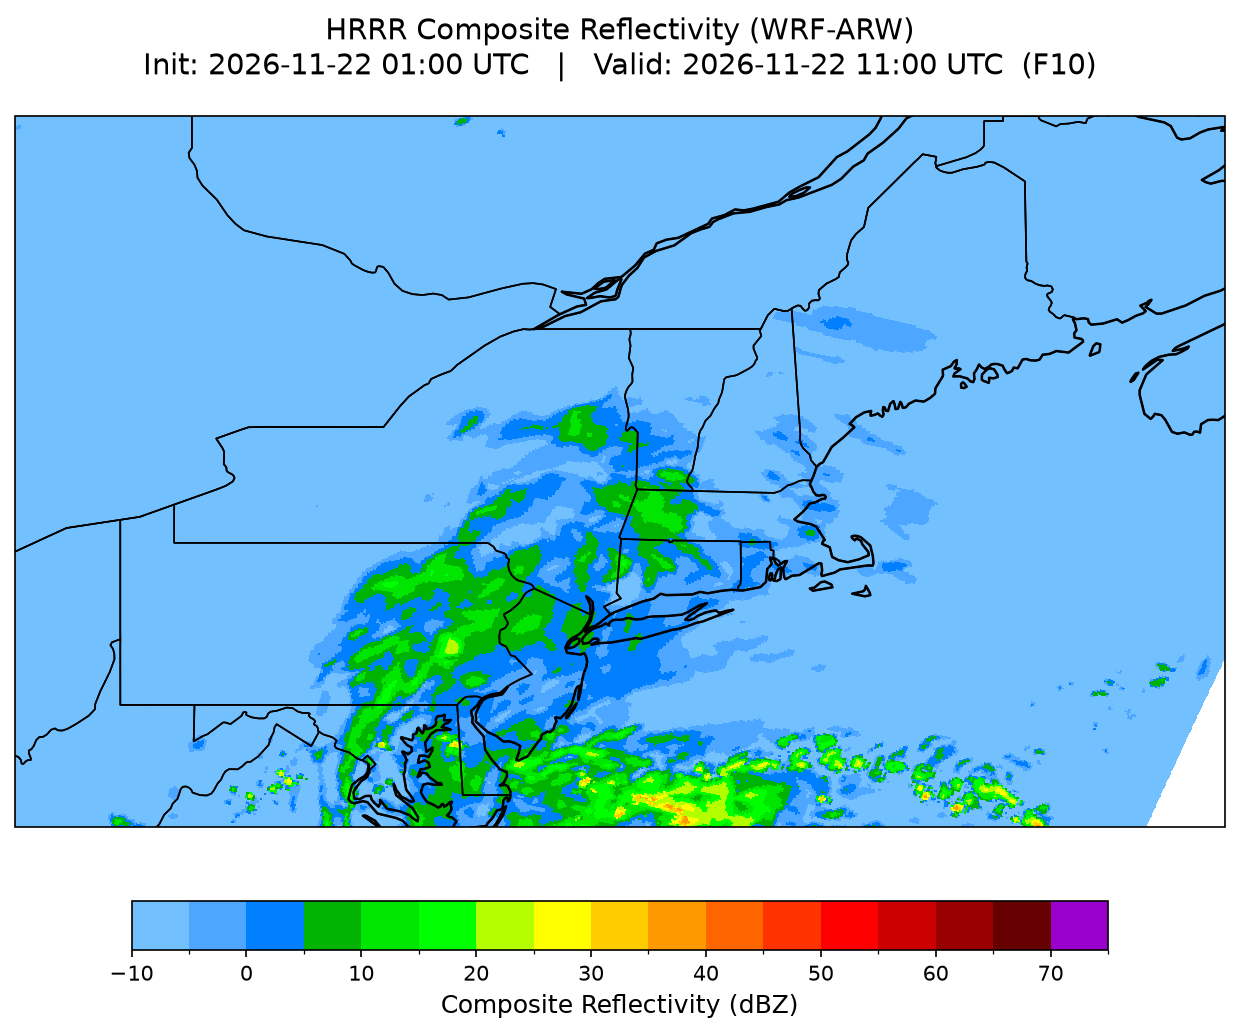 HRRR Composite Reflectivity (WRF-ARW)
Init: 2026-11-22 01:00 UTC   |   Valid: 2026-11-22 11:00 UTC  (F10)
−10 0 10 20 30 40 50 60 70
Composite Reflectivity (dBZ)